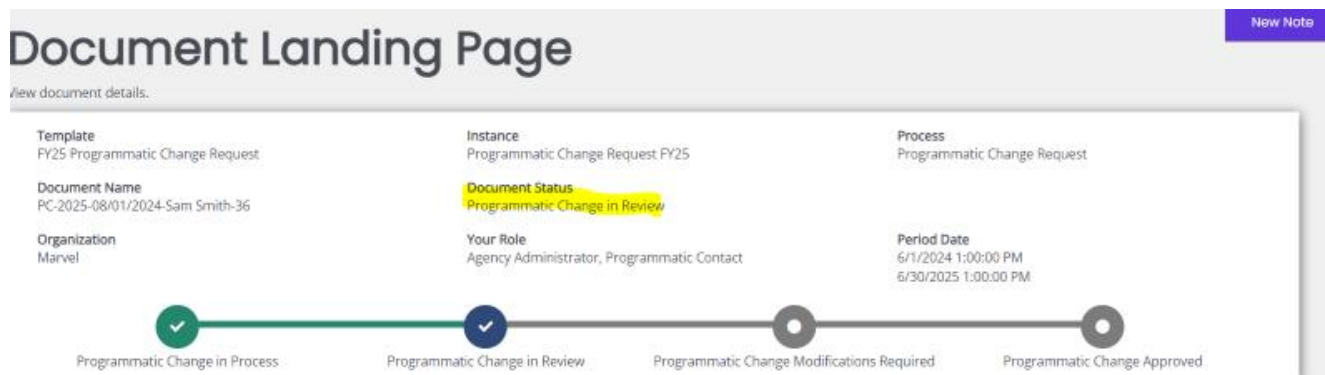 New Note
Document Landing Page
View document details.
Template
FY25 Programmatic Change Request
Instance
Programmatic Change Request FY25
Process
Programmatic Change Request
Document Name
PC-2025-08/01/2024-Sam Smith-36
Document Status
Programmatic Change in Review
Organization
Marvel
Your Role
Agency Administrator, Programmatic Contact
Period Date
6/1/2024 1:00:00 PM
6/30/2025 1:00:00 PM
Programmatic Change in Process
Programmatic Change in Review
Programmatic Change Modifications Required
Programmatic Change Approved